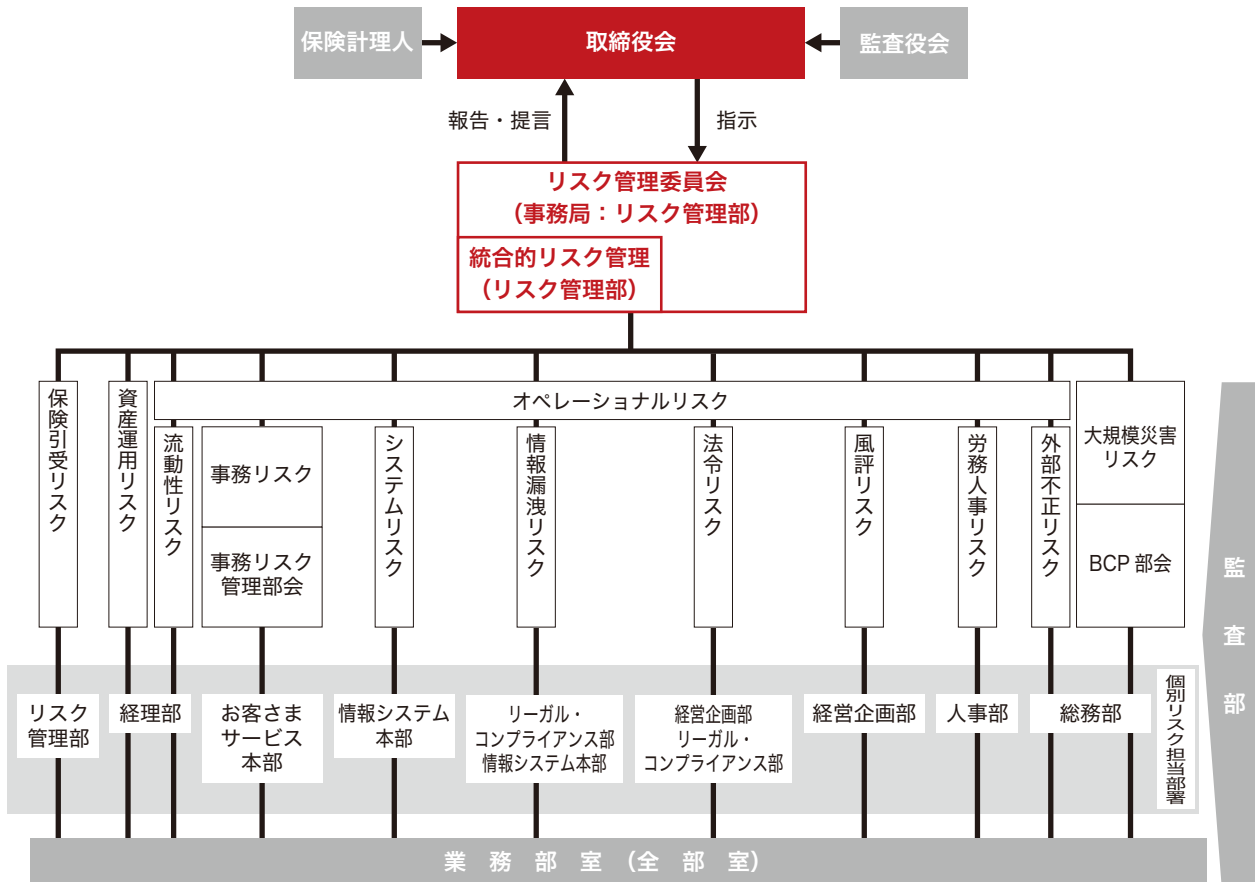 保険計理人
取締役会
監査役会
報告・提言
指示
リスク管理委員会
（事務局：リスク管理部）
統合的リスク管理
（リスク管理部）
保険引受リスク
資産運用リスク
オペレーショナルリスク
流動性リスク
事務リスク
事務リスク
管理部会
システムリスク
情報漏洩リスク
法令リスク
風評リスク
労務人事リスク
外部不正リスク
大規模災害
リスク
BCP 部会
監査部
リスク
管理部
経理部
お客さま
サービス
本部
情報システム
本部
リーガル・
コンプライアンス部
情報システム本部
経営企画部
リーガル・
コンプライアンス部
経営企画部
人事部
総務部
個別リスク担当部署
業務部室（全部室）